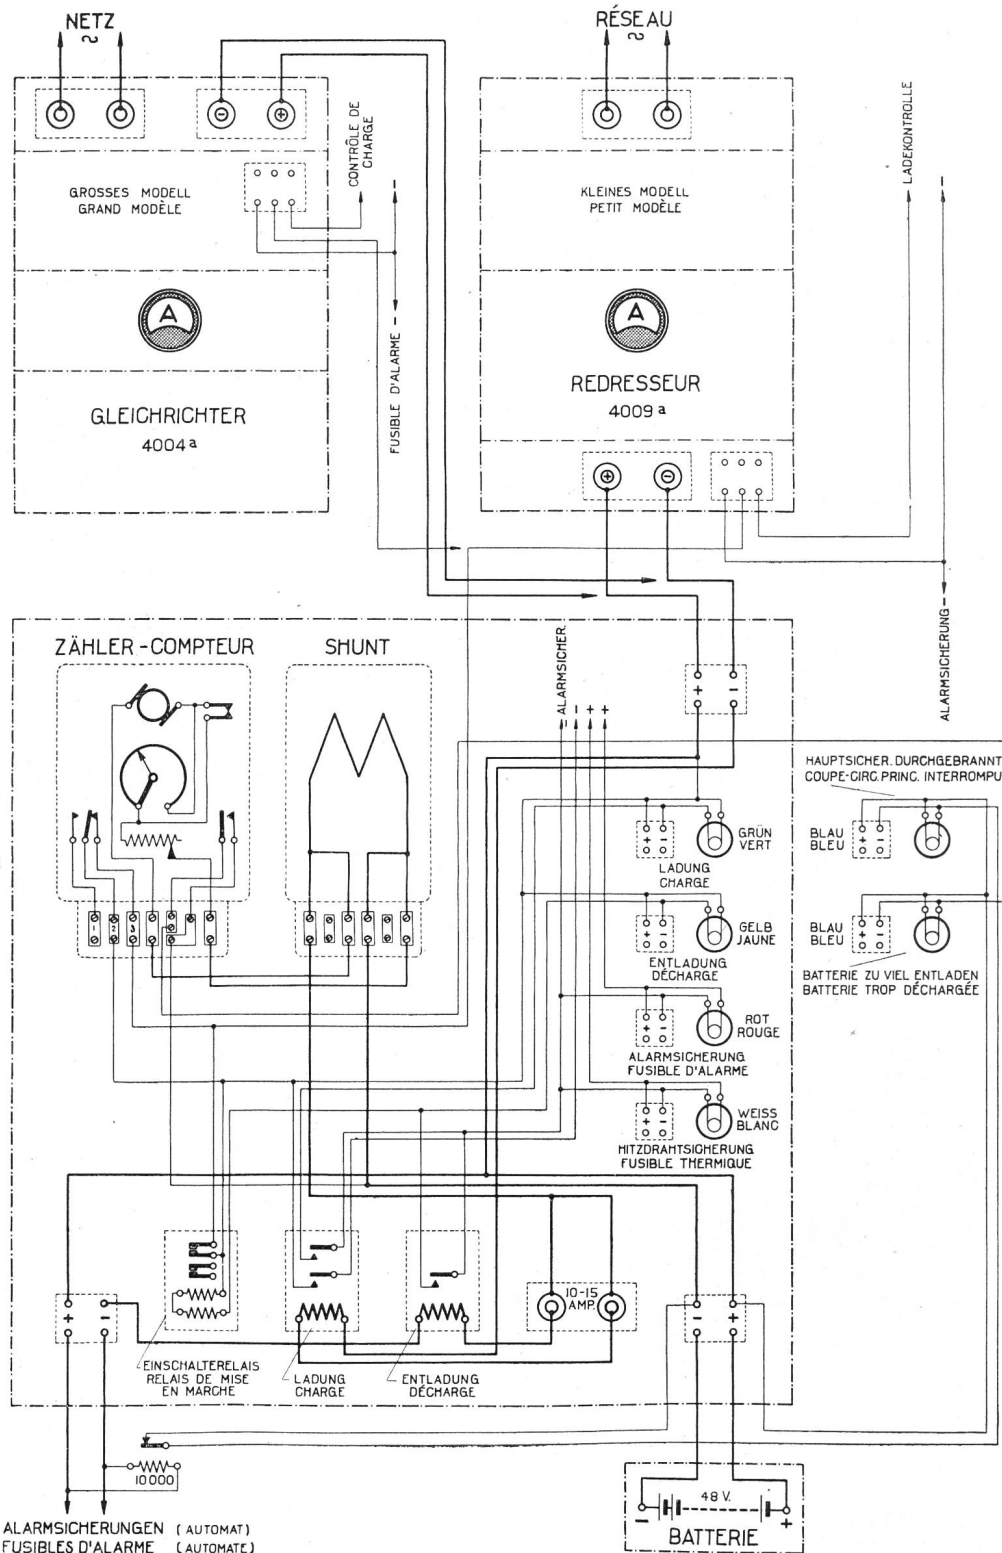 NETZ
RÉSEAU
CONTRÔLE DE
CHARGE
LADEKONTROLLE
GROSSES MODELL
GRAND MODÈLE
KLEINES MODELL
PETIT MODÈLE
A
A
FUSIBLE D'ALARME –
GLEICHRICHTER
4004 a
REDRESSEUR
4009 a
ALARMSICHERUNG –
ZÄHLER - COMPTEUR
SHUNT
– ALARMSICHER.
– + +
+ –
HAUPTSICHER. DURCHGEBRANNT
COUPE-CIRC. PRINC. INTERROMPU
GRÜN
VERT
LADUNG
CHARGE
BLAU
BLEU
1 2 3
GELB
JAUNE
ENTLADUNG
DÉCHARGE
BLAU
BLEU
BATTERIE ZU VIEL ENTLADEN
BATTERIE TROP DÉCHARGÉE
ROT
ROUGE
ALARMSICHERUNG
FUSIBLE D'ALARME
WEISS
BLANC
HITZDRAHTSICHERUNG
FUSIBLE THERMIQUE
10-15
AMP.
+ –
– +
EINSCHALTERELAIS
RELAIS DE MISE
EN MARCHE
LADUNG
CHARGE
ENTLADUNG
DÉCHARGE
10000
48 V.
– +
BATTERIE
ALARMSICHERUNGEN ( AUTOMAT )
FUSIBLES D'ALARME ( AUTOMATE )